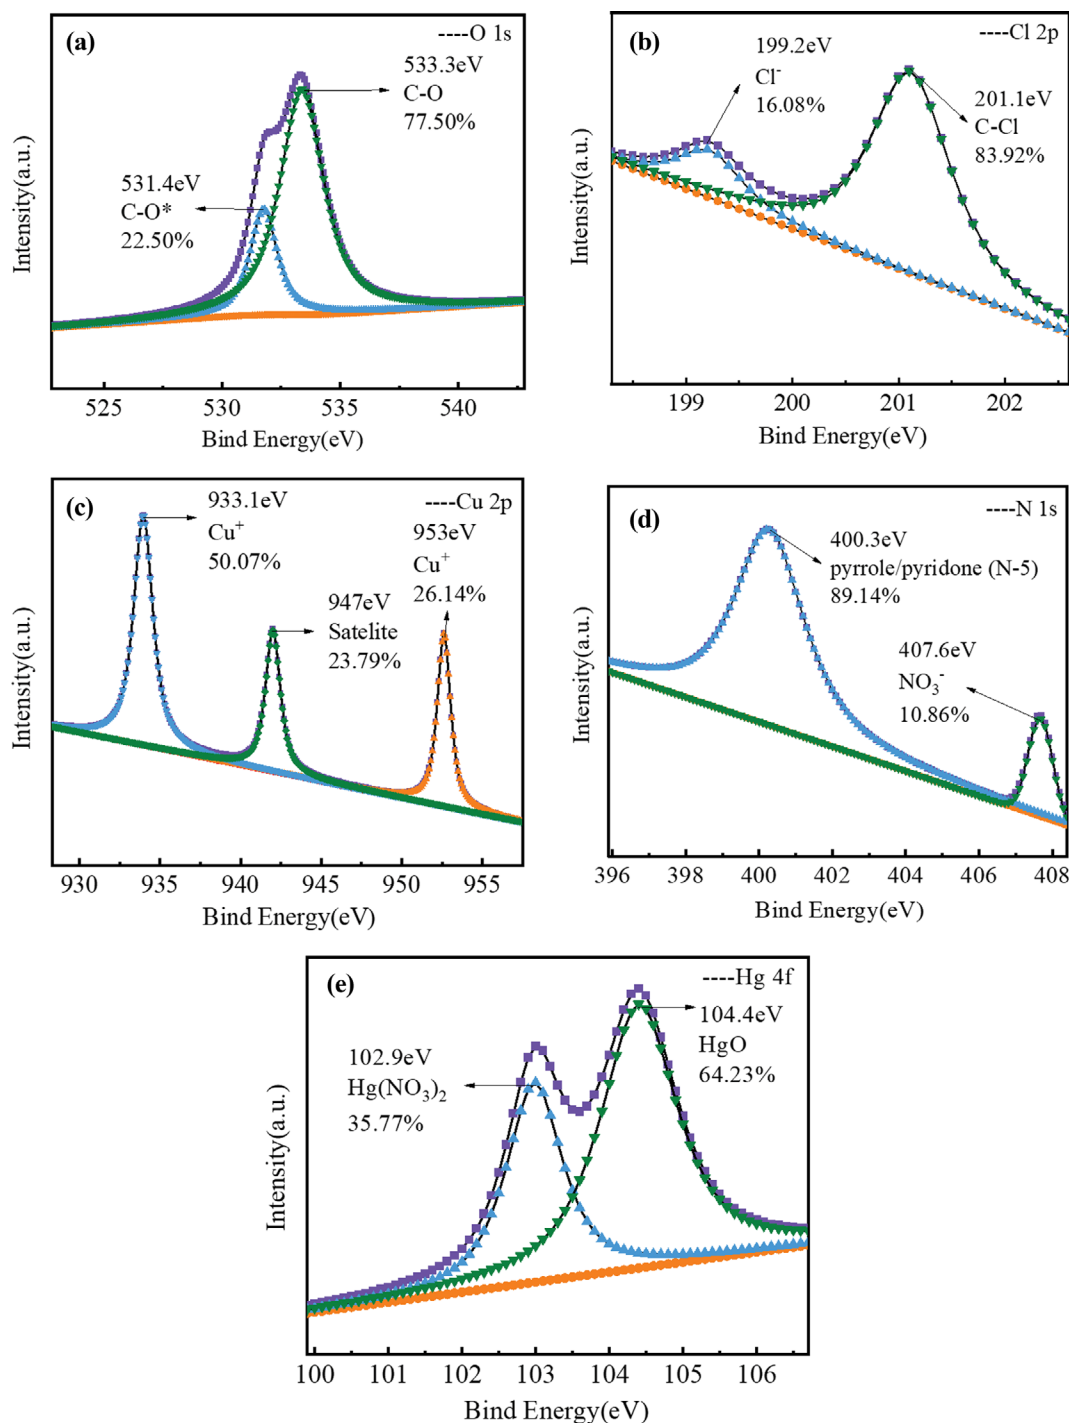 (a)
----O 1s
533.3eV
C-O
77.50%
531.4eV
C-O*
22.50%
Intensity(a.u.)
525 530 535 540
Bind Energy(eV)
(b)
----Cl 2p
199.2eV
Cl⁻
16.08%
201.1eV
C-Cl
83.92%
Intensity(a.u.)
199 200 201 202
Bind Energy(eV)
(c)
----Cu 2p
933.1eV
Cu⁺
50.07%
953eV
Cu⁺
26.14%
947eV
Satelite
23.79%
Intensity(a.u.)
930 935 940 945 950 955
Bind Energy(eV)
(d)
----N 1s
400.3eV
pyrrole/pyridone (N-5)
89.14%
407.6eV
NO₃⁻
10.86%
Intensity(a.u.)
396 398 400 402 404 406 408
Bind Energy(eV)
(e)
----Hg 4f
104.4eV
HgO
64.23%
102.9eV
Hg(NO₃)₂
35.77%
Intensity(a.u.)
100 101 102 103 104 105 106
Bind Energy(eV)